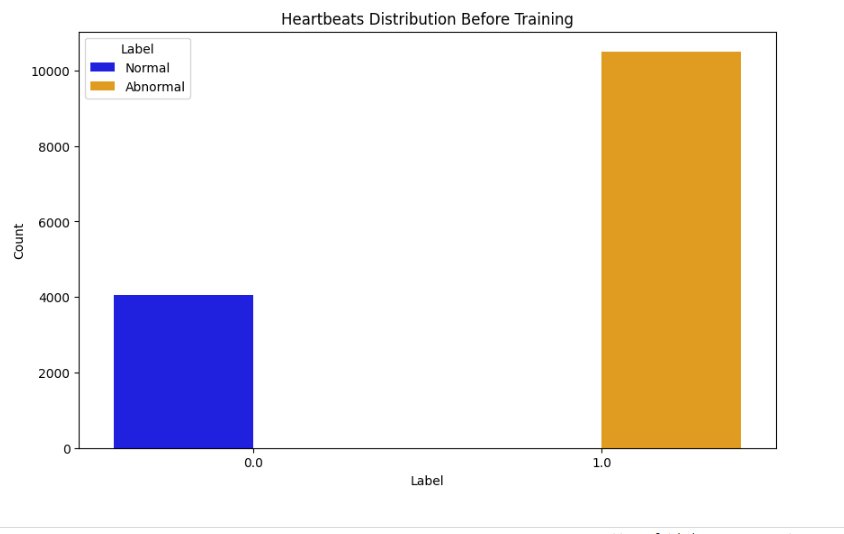 Heartbeats Distribution Before Training
Label
Normal
Abnormal
10000
8000
6000
4000
2000
0
Count
0.0
1.0
Label